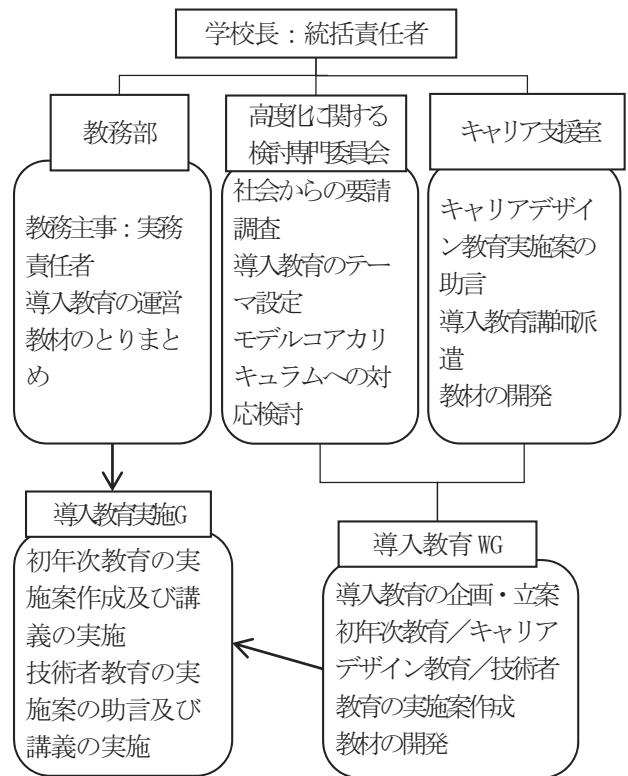 学校長：統括責任者
教務部
教務主事：実務
責任者
導入教育の運営
教材のとりまと
め
高度化に関する
検討専門委員会
社会からの要請
調査
導入教育のテー
マ設定
モデルコアカリ
キュラムへの対
応検討
キャリア支援室
キャリアデザイ
ン教育実施案の
助言
導入教育講師派
遣
教材の開発
導入教育実施G
初年次教育の実
施案作成及び講
義の実施
技術者教育の実
施案の助言及び
講義の実施
導入教育 WG
導入教育の企画・立案
初年次教育／キャリア
デザイン教育／技術者
教育の実施案作成
教材の開発